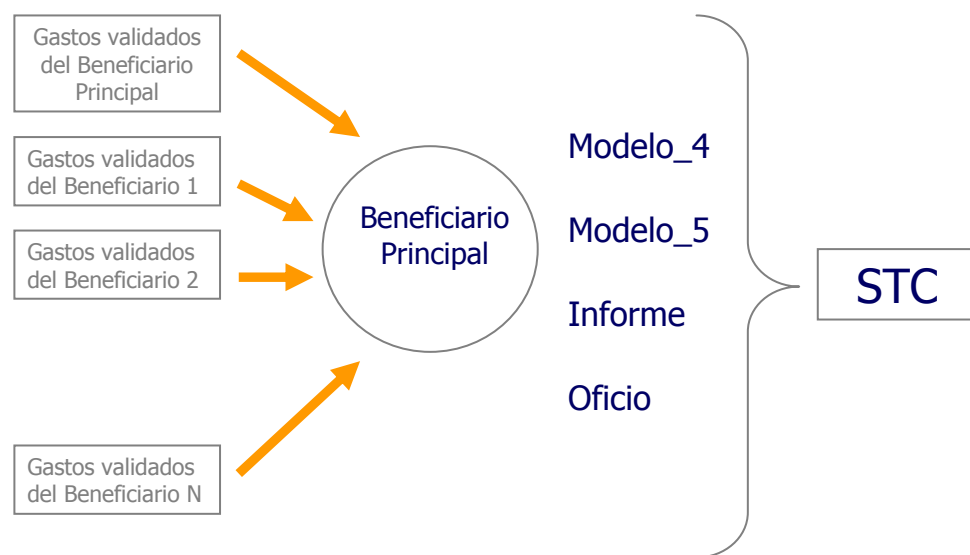 Gastos validados
del Beneficiario
Principal
Gastos validados
del Beneficiario 1
Gastos validados
del Beneficiario 2
Gastos validados
del Beneficiario N
Beneficiario
Principal
Modelo_4
Modelo_5
Informe
Oficio
STC